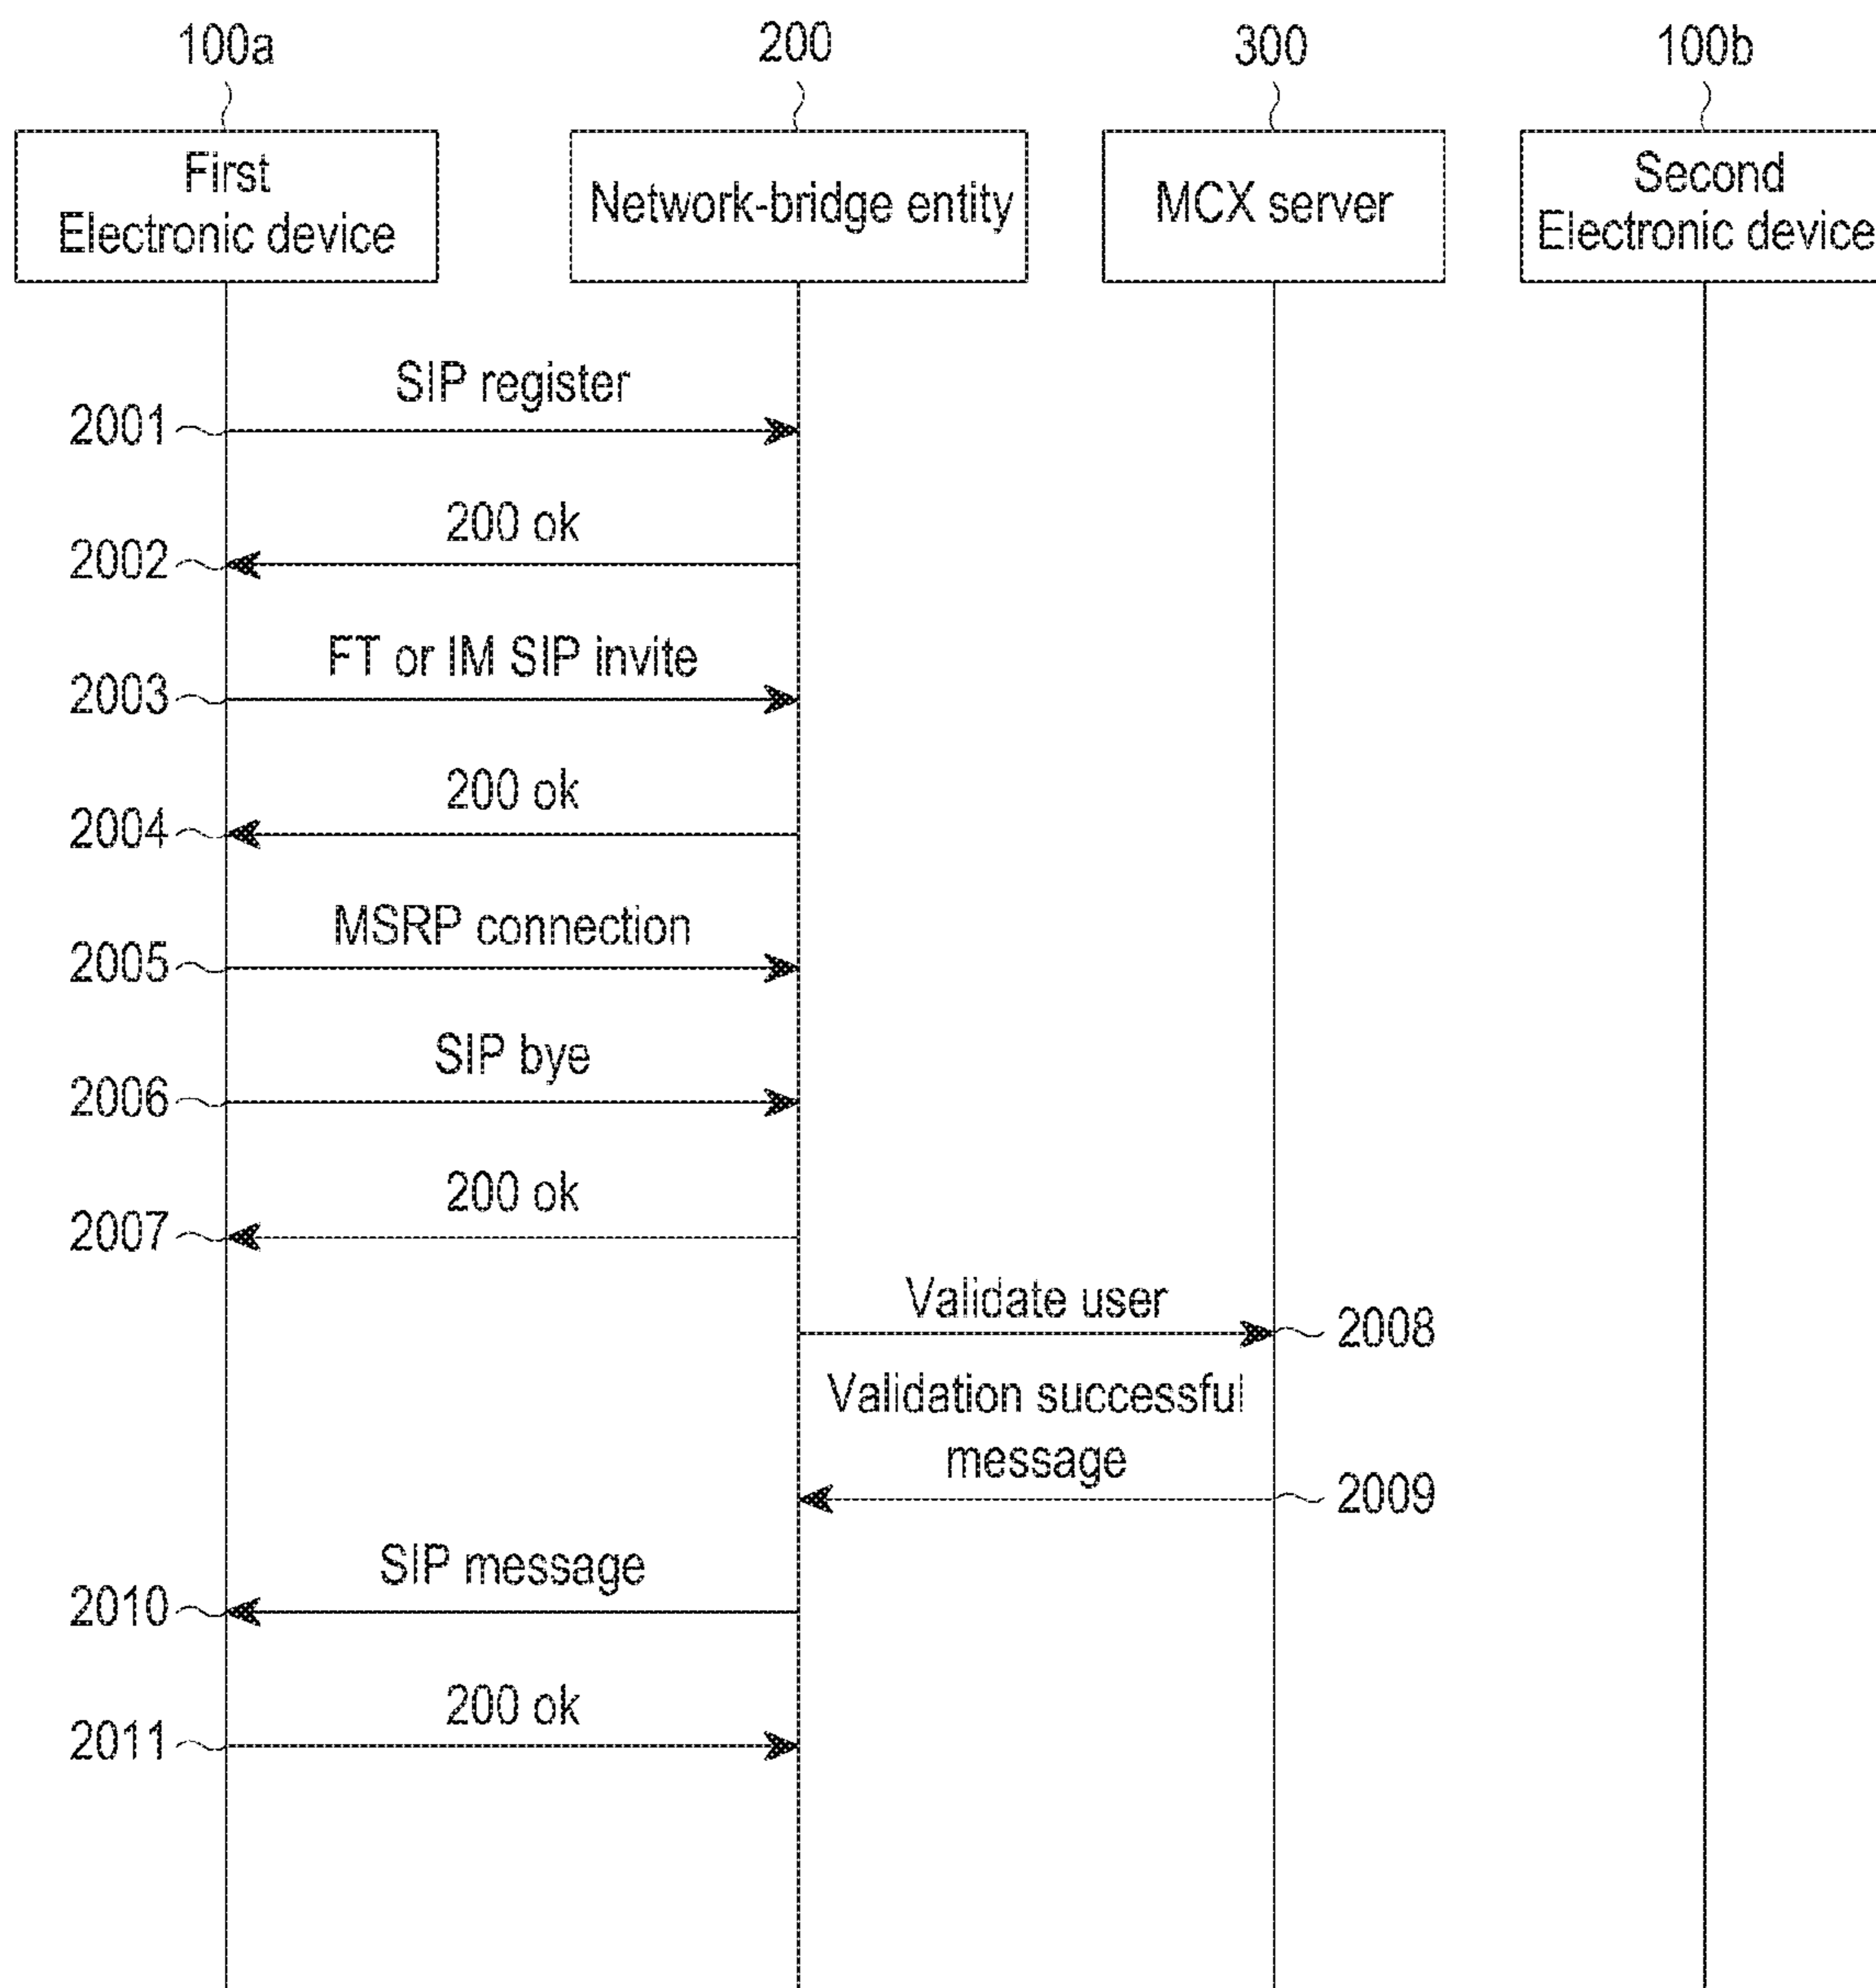 100a
200
300
100b
First
Electronic device
Network-bridge entity
MCX server
Second
Electronic device
SIP register
2001
200 ok
2002
FT or IM SIP invite
2003
200 ok
2004
MSRP connection
2005
SIP bye
2006
200 ok
2007
Validate user
2008
Validation successful
message
2009
SIP message
2010
200 ok
2011